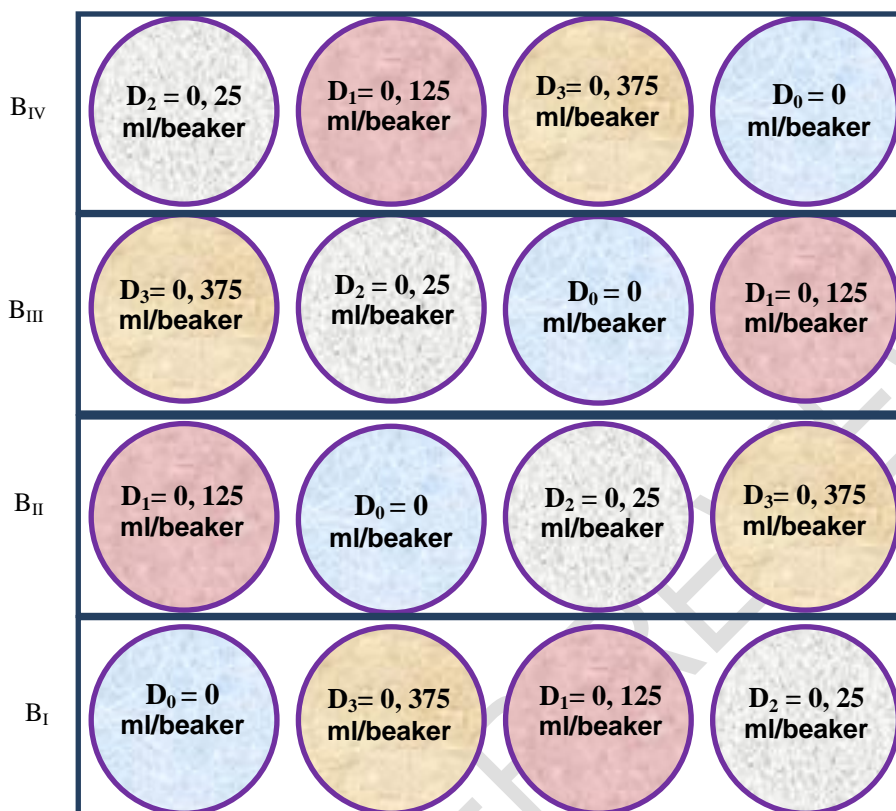 B_IV
D₂ = 0, 25
ml/beaker
D₁= 0, 125
ml/beaker
D₃= 0, 375
ml/beaker
D₀ = 0
ml/beaker
B_III
D₃= 0, 375
ml/beaker
D₂ = 0, 25
ml/beaker
D₀ = 0
ml/beaker
D₁= 0, 125
ml/beaker
B_II
D₁= 0, 125
ml/beaker
D₀ = 0
ml/beaker
D₂ = 0, 25
ml/beaker
D₃= 0, 375
ml/beaker
B_I
D₀ = 0
ml/beaker
D₃= 0, 375
ml/beaker
D₁= 0, 125
ml/beaker
D₂ = 0, 25
ml/beaker